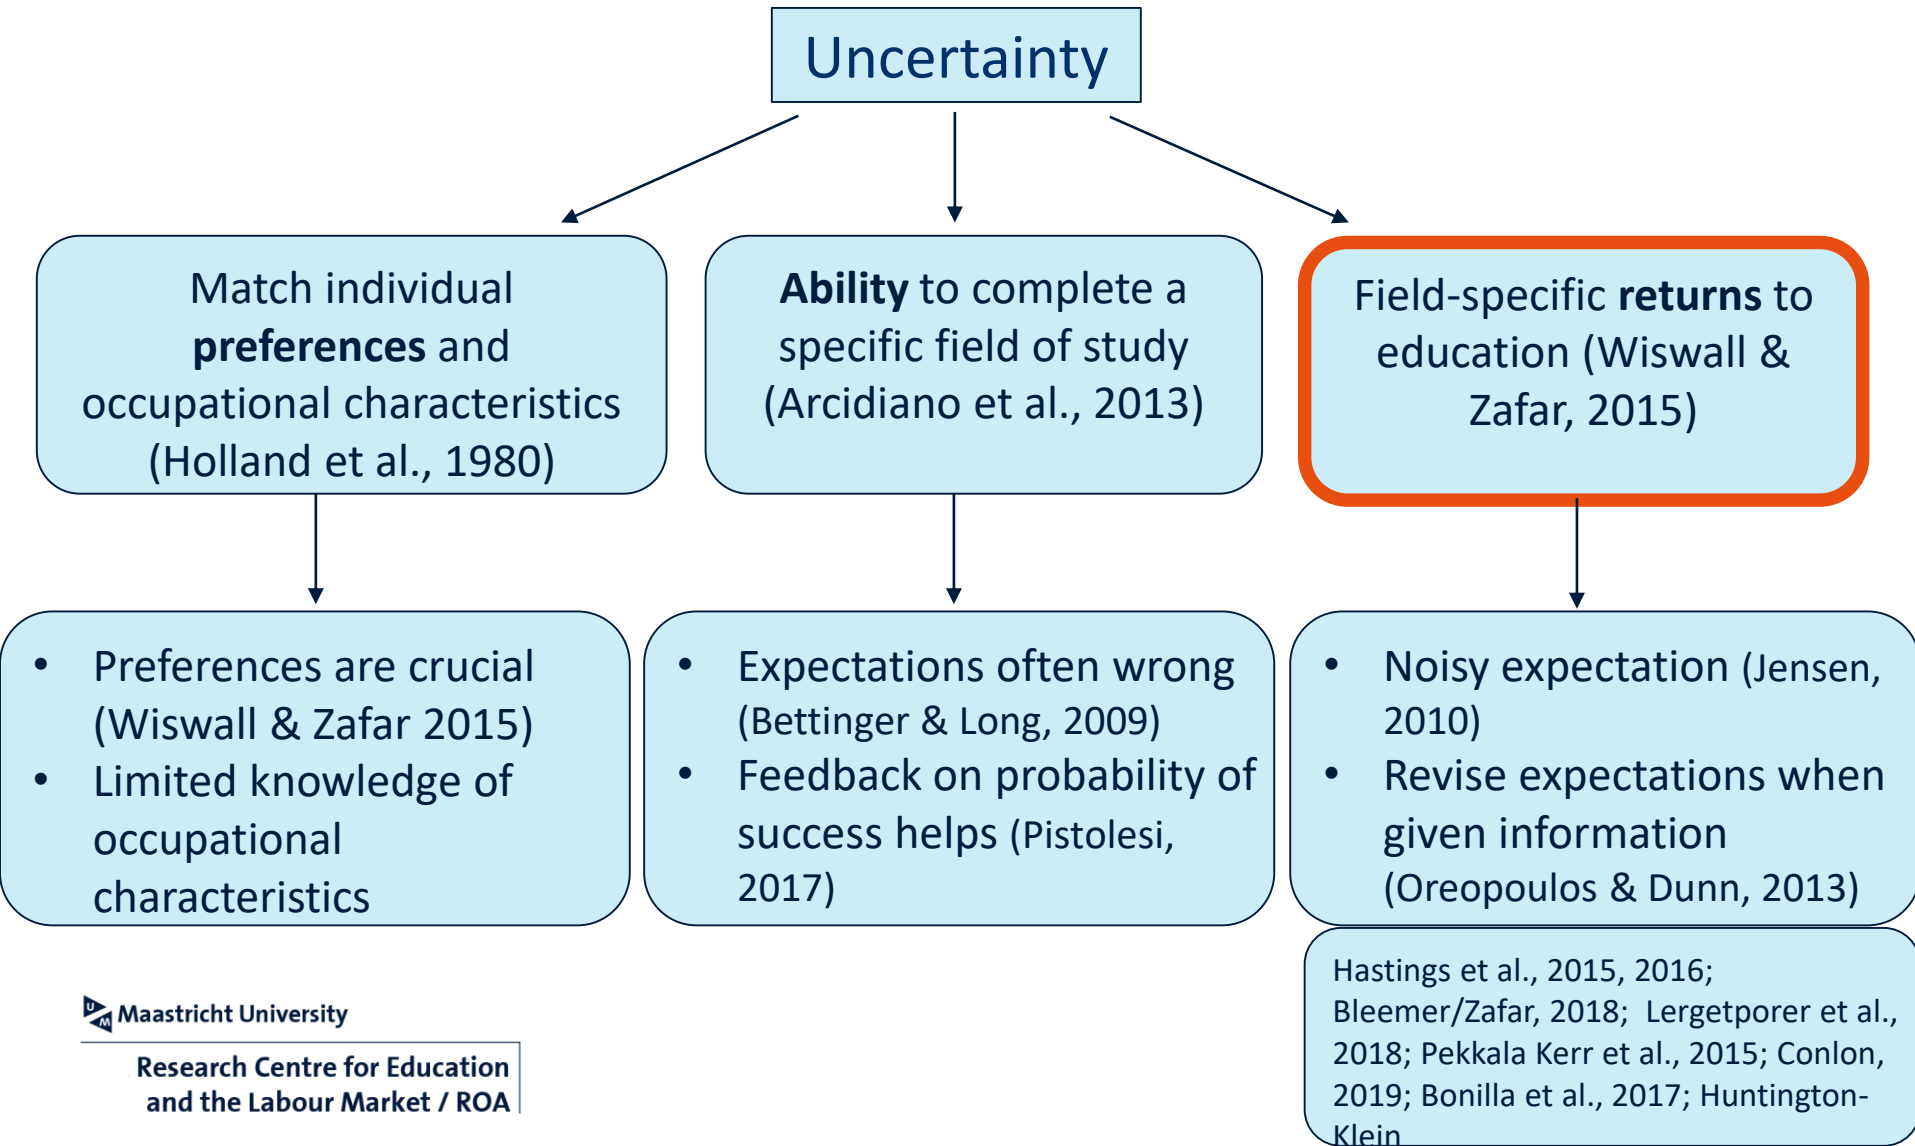 Uncertainty
Match individual
preferences and
occupational characteristics
(Holland et al., 1980)
Ability to complete a
specific field of study
(Arcidiano et al., 2013)
Field-specific returns to
education (Wiswall &
Zafar, 2015)
• Preferences are crucial
(Wiswall & Zafar 2015)
• Limited knowledge of
occupational
characteristics
• Expectations often wrong
(Bettinger & Long, 2009)
• Feedback on probability of
success helps (Pistolesi,
2017)
• Noisy expectation (Jensen,
2010)
• Revise expectations when
given information
(Oreopoulos & Dunn, 2013)
Hastings et al., 2015, 2016;
Bleemer/Zafar, 2018; Lergetporer et al.,
2018; Pekkala Kerr et al., 2015; Conlon,
2019; Bonilla et al., 2017; Huntington-
Klein
UM Maastricht University
Research Centre for Education
and the Labour Market / ROA